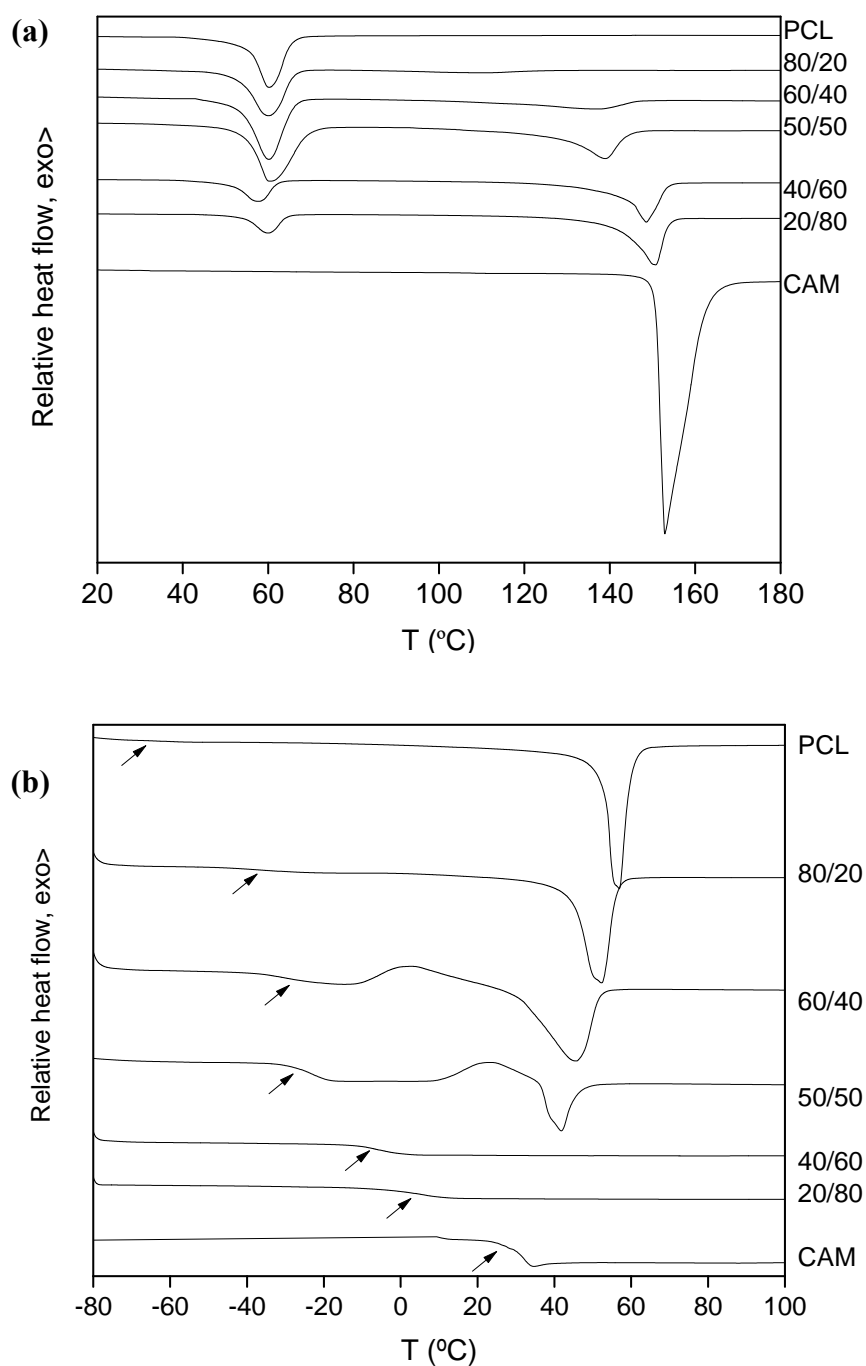 (a)
Relative heat flow, exo>
PCL
80/20
60/40
50/50
40/60
20/80
CAM
20 40 60 80 100 120 140 160 180
T (ºC)
(b)
Relative heat flow, exo>
PCL
80/20
60/40
50/50
40/60
20/80
CAM
-80 -60 -40 -20 0 20 40 60 80 100
T (ºC)